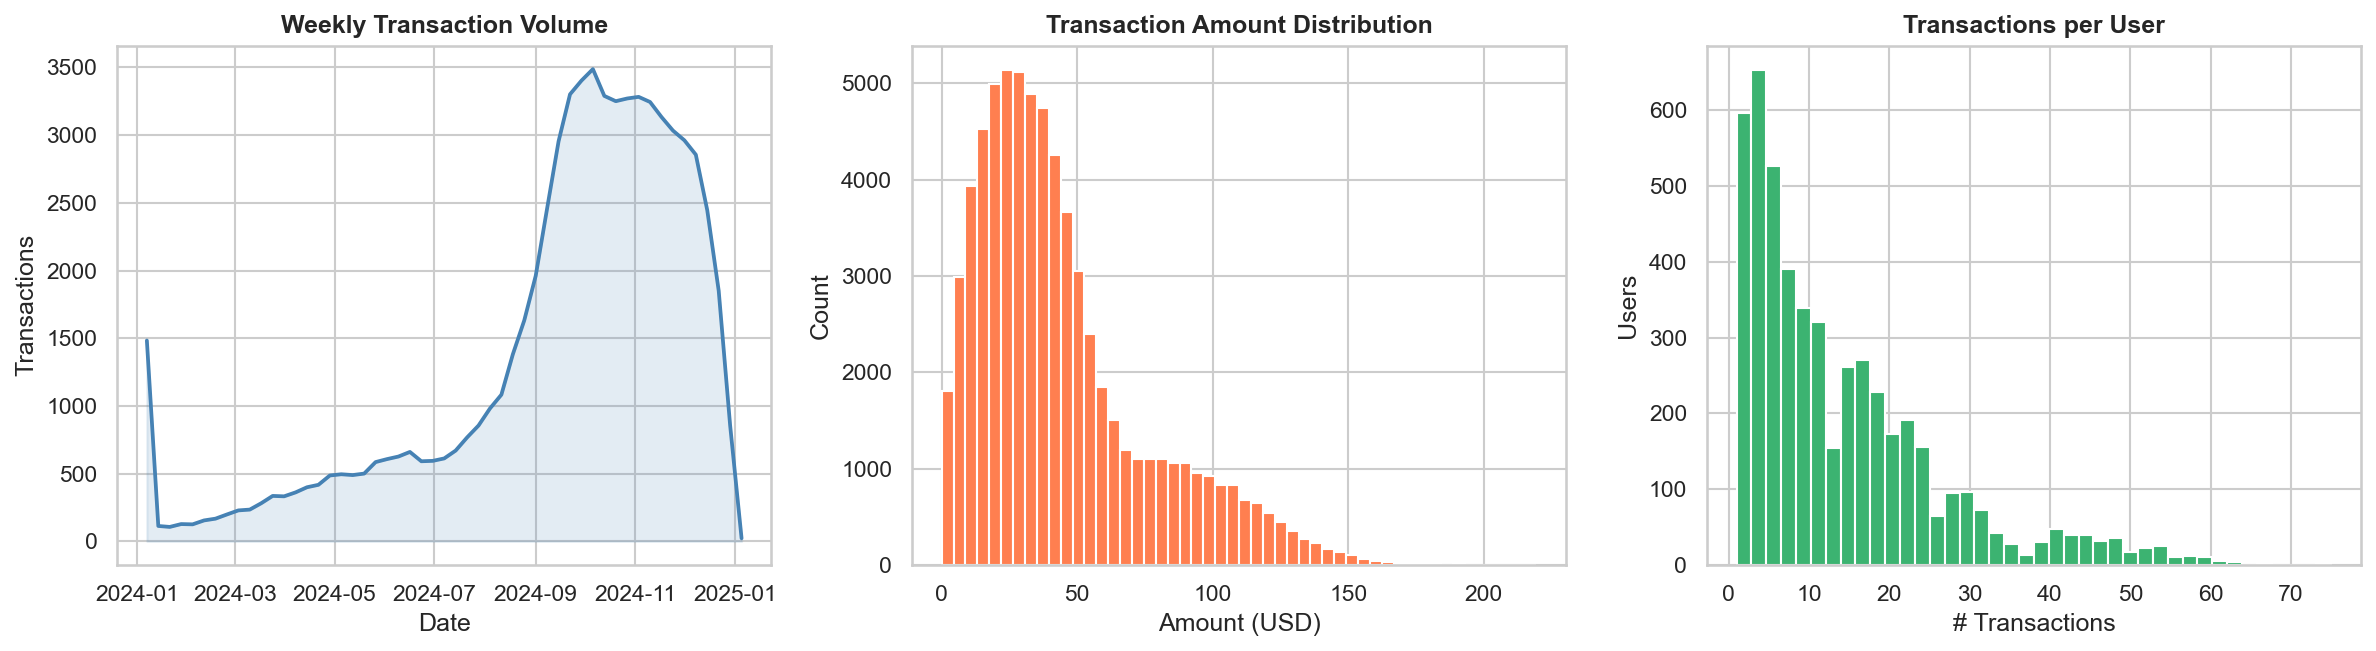 Weekly Transaction Volume
Transactions
3500
3000
2500
2000
1500
1000
500
0
2024-01 2024-03 2024-05 2024-07 2024-09 2024-11 2025-01
Date
Transaction Amount Distribution
Count
5000
4000
3000
2000
1000
0
0 50 100 150 200
Amount (USD)
Transactions per User
Users
600
500
400
300
200
100
0
0 10 20 30 40 50 60 70
# Transactions